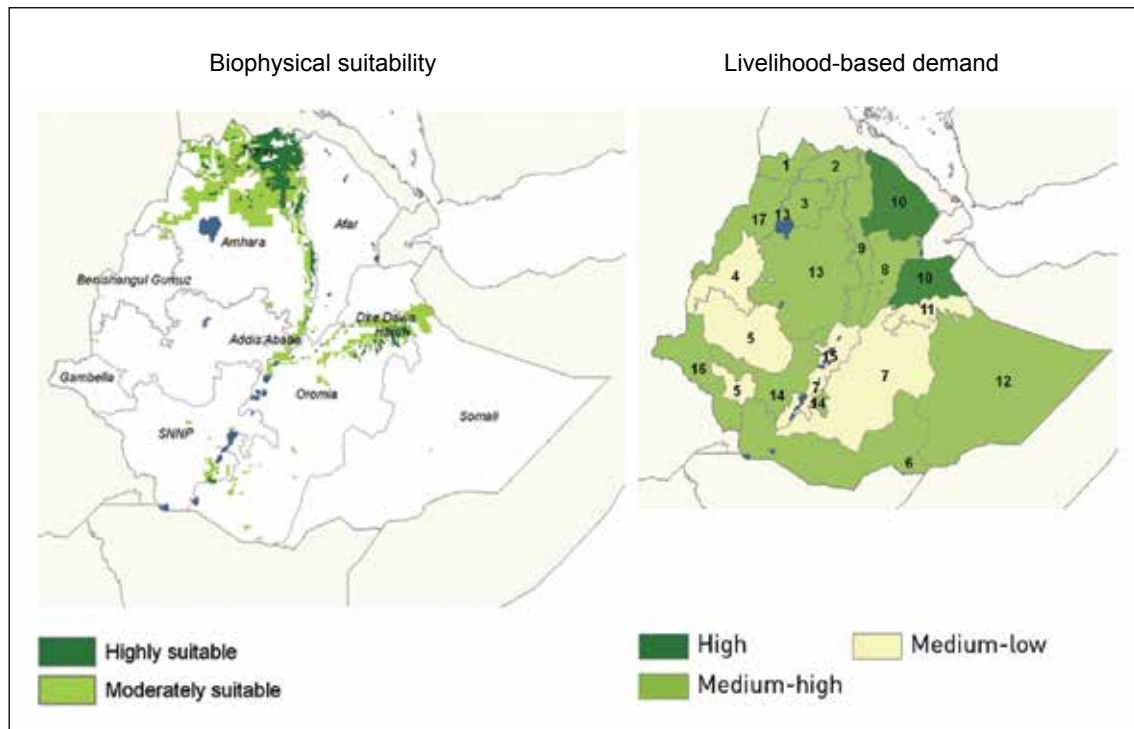 Biophysical suitability
Livelihood-based demand
Tigray
Afar
Amhara
Benishangul Gumuz
Dire Dawa
Harari
Addis Ababa
Gambella
Oromia
Somali
SNNP
1
2
3
10
17
13
9
4
13
8
10
11
5
15
7
16
5
14
7
14
12
6
Highly suitable
Moderately suitable
High
Medium-low
Medium-high